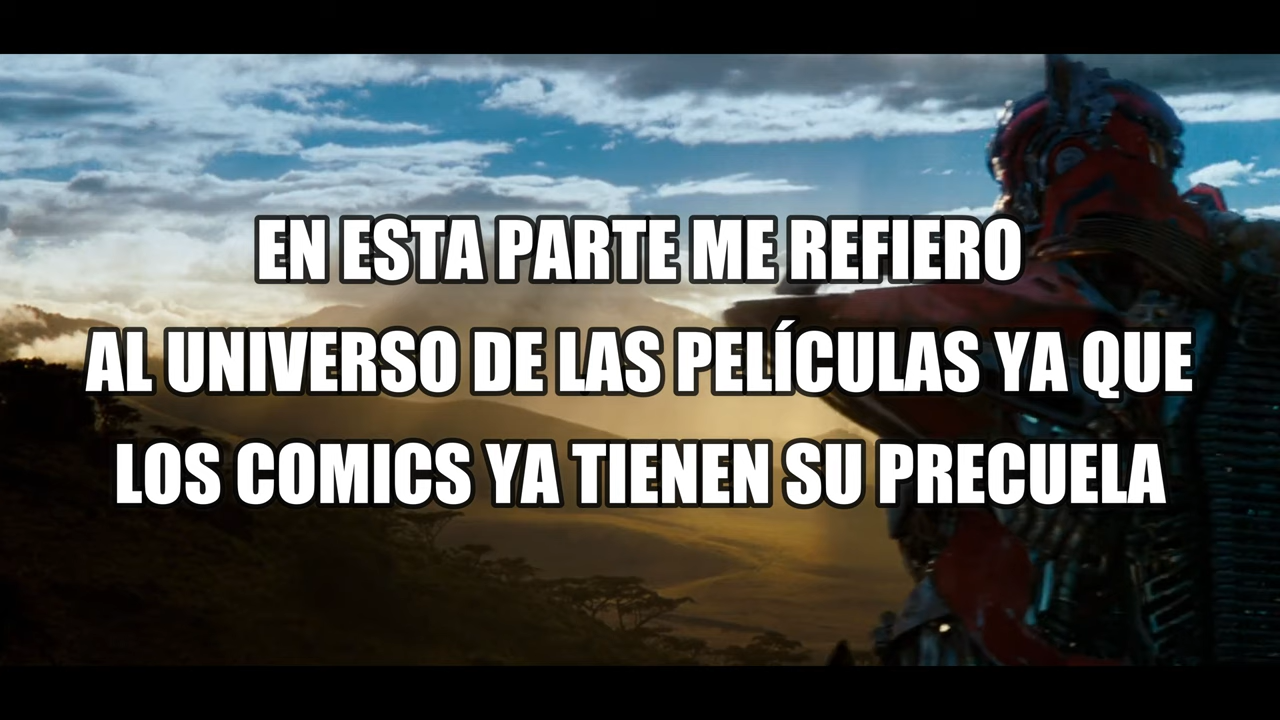 EN ESTA PARTE ME REFIERO
AL UNIVERSO DE LAS PELÍCULAS YA QUE
LOS COMICS YA TIENEN SU PRECUELA